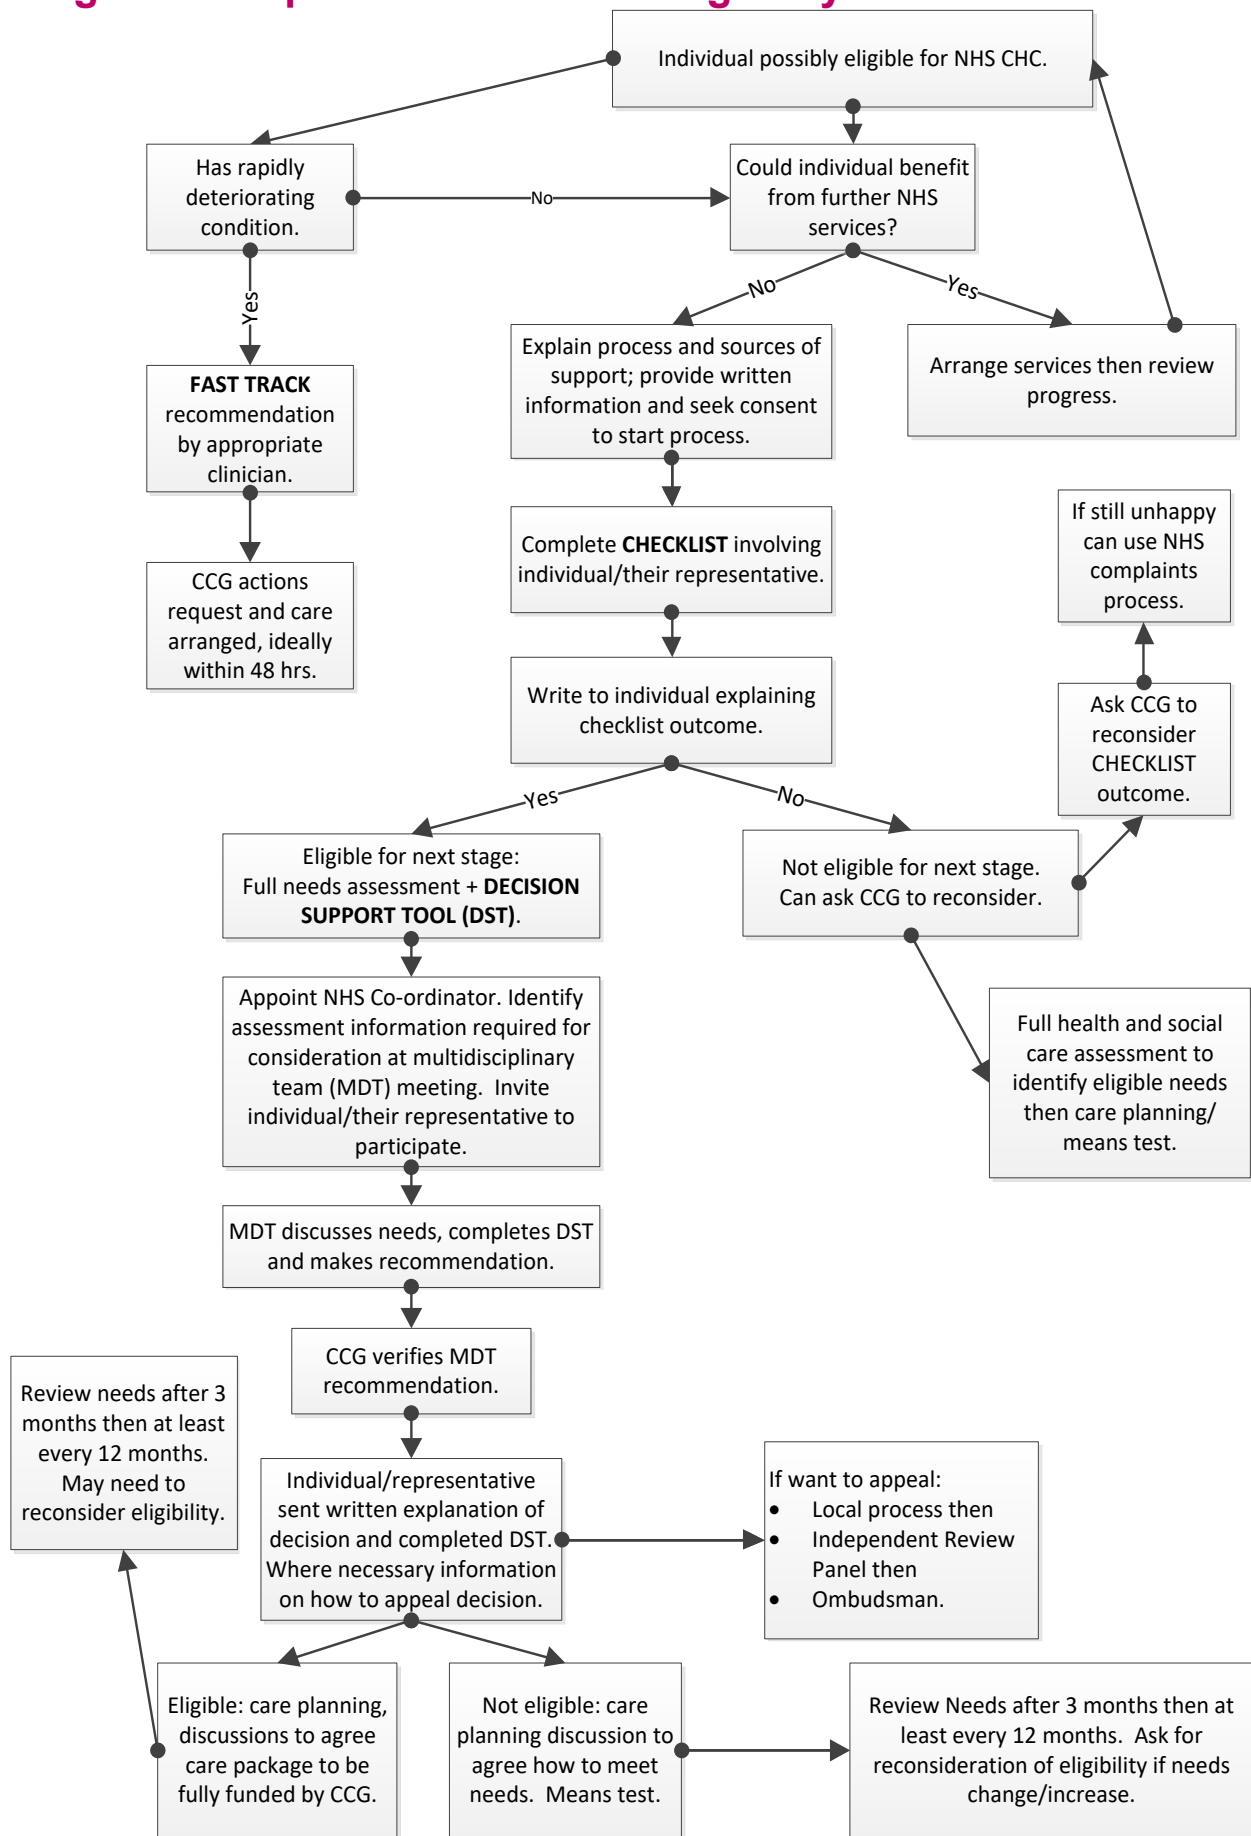 Individual possibly eligible for NHS CHC.
Has rapidly
deteriorating
condition.
No
Could individual benefit
from further NHS
services?
Yes
No
Yes
FAST TRACK
recommendation
by appropriate
clinician.
Explain process and sources of
support; provide written
information and seek consent
to start process.
Arrange services then review
progress.
CCG actions
request and care
arranged, ideally
within 48 hrs.
Complete CHECKLIST involving
individual/their representative.
If still unhappy
can use NHS
complaints
process.
Write to individual explaining
checklist outcome.
Ask CCG to
reconsider
CHECKLIST
outcome.
Yes
No
Eligible for next stage:
Full needs assessment + DECISION
SUPPORT TOOL (DST).
Not eligible for next stage.
Can ask CCG to reconsider.
Appoint NHS Co-ordinator. Identify
assessment information required for
consideration at multidisciplinary
team (MDT) meeting.  Invite
individual/their representative to
participate.
Full health and social
care assessment to
identify eligible needs
then care planning/
means test.
MDT discusses needs, completes DST
and makes recommendation.
CCG verifies MDT
recommendation.
Review needs after 3
months then at least
every 12 months.
May need to
reconsider eligibility.
Individual/representative
sent written explanation of
decision and completed DST.
Where necessary information
on how to appeal decision.
If want to appeal:
• Local process then
• Independent Review
Panel then
• Ombudsman.
Eligible: care planning,
discussions to agree
care package to be
fully funded by CCG.
Not eligible: care
planning discussion to
agree how to meet
needs.  Means test.
Review Needs after 3 months then at
least every 12 months.  Ask for
reconsideration of eligibility if needs
change/increase.